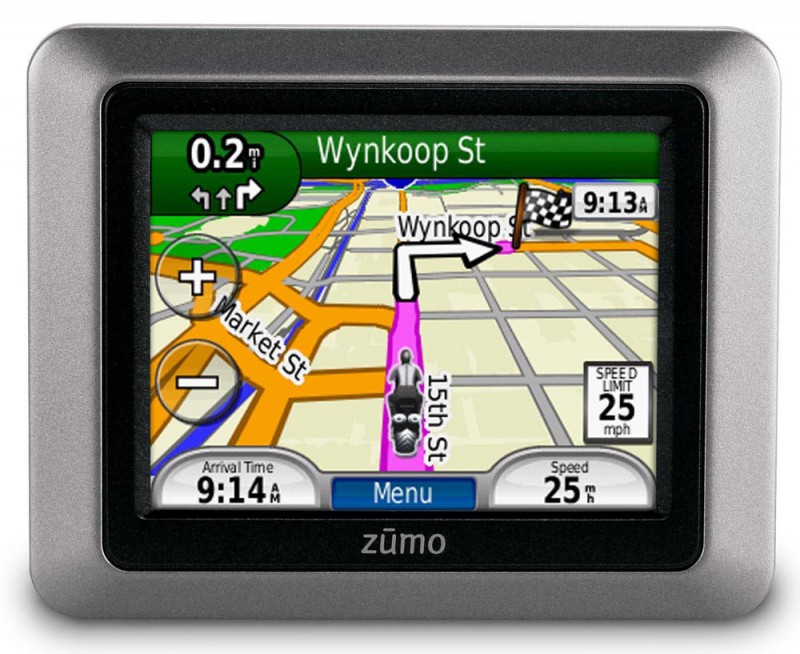 0.2 mi
Wynkoop St
9:13 AM
Wynkoop St
Market St
15th St
SPEED
LIMIT
25
mph
Arrival Time
9:14 AM
Menu
Speed
25 mh
zūmo